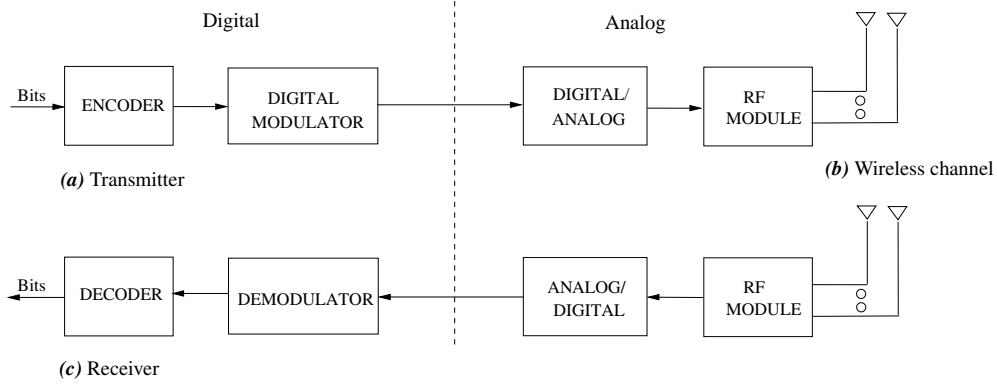 Digital
Analog
Bits
ENCODER
DIGITAL
MODULATOR
DIGITAL/
ANALOG
RF
MODULE
(a) Transmitter
(b) Wireless channel
Bits
DECODER
DEMODULATOR
ANALOG/
DIGITAL
RF
MODULE
(c) Receiver